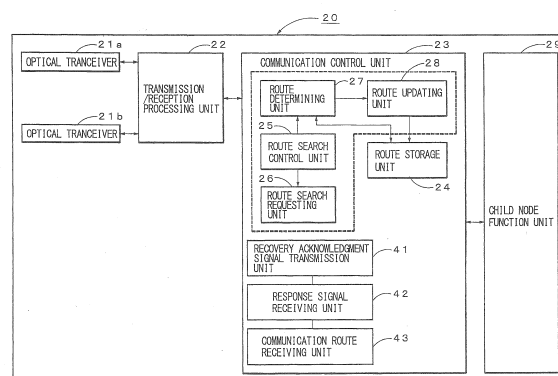 20
21a
22
23
29
OPTICAL TRANCEIVER
TRANSMISSION
/RECEPTION
PROCESSING UNIT
21b
OPTICAL TRANCEIVER
COMMUNICATION CONTROL UNIT
27
28
ROUTE
DETERMINING
UNIT
ROUTE UPDATING
UNIT
25
ROUTE SEARCH
CONTROL UNIT
ROUTE STORAGE
UNIT
24
26
ROUTE SEARCH
REQUESTING
UNIT
CHILD NODE
FUNCTION UNIT
RECOVERY ACKNOWLEDGMENT
SIGNAL TRANSMISSION
UNIT
41
RESPONSE SIGNAL
RECEIVING UNIT
42
COMMUNICATION ROUTE
RECEIVING UNIT
43